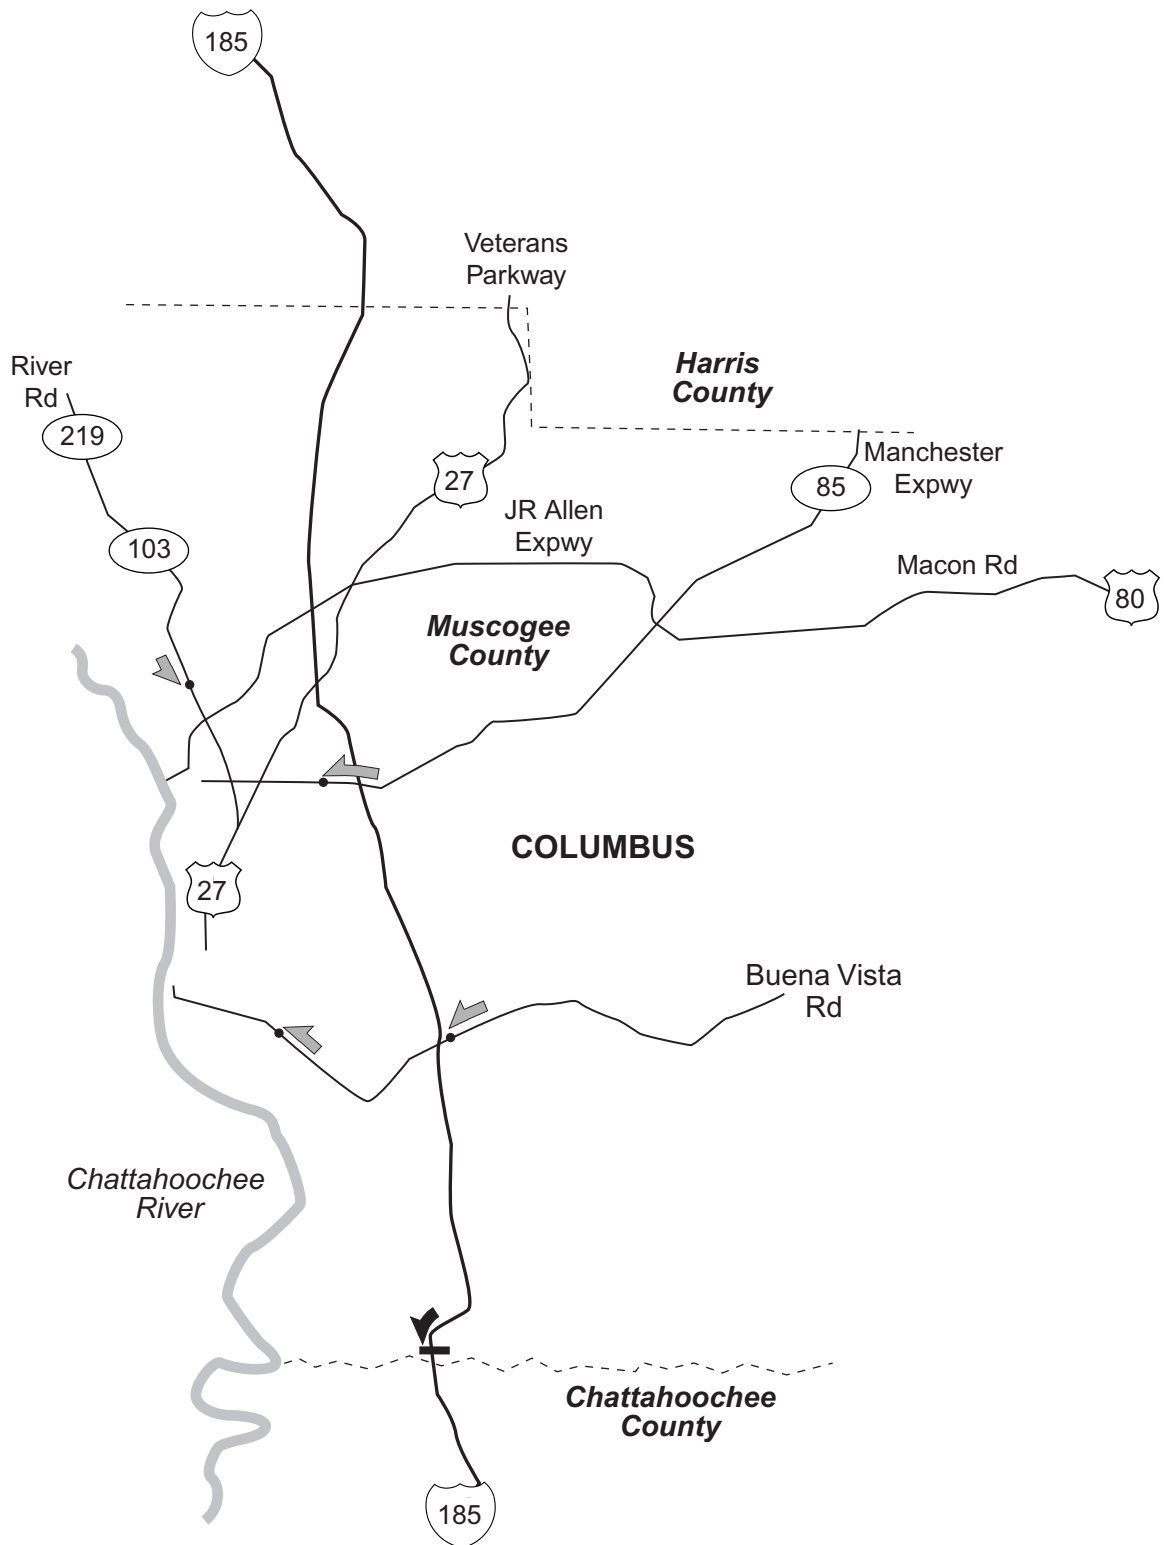 185
Veterans
Parkway
River
Rd
Harris
County
219
Manchester
Expwy
27
85
JR Allen
Expwy
103
Macon Rd
80
Muscogee
County
COLUMBUS
27
Buena Vista
Rd
Chattahoochee
River
Chattahoochee
County
185